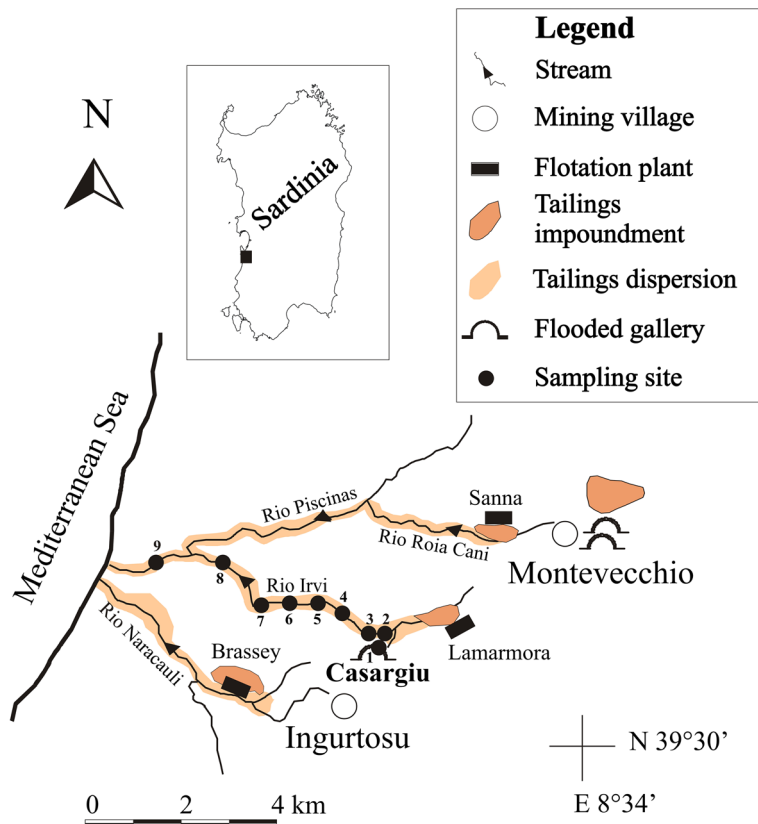 Legend
Stream
Mining village
Flotation plant
Tailings
impoundment
Tailings dispersion
Flooded gallery
Sampling site
N
Sardinia
Mediterranean Sea
Rio Piscinas
Sanna
Rio Roia Cani
Montevecchio
9
8
Rio Irvi
7
6
5
4
3
2
1
Lamarmora
Casargiu
Rio Naracauli
Brassey
Ingurtosu
N 39°30’
E 8°34’
0 2 4 km